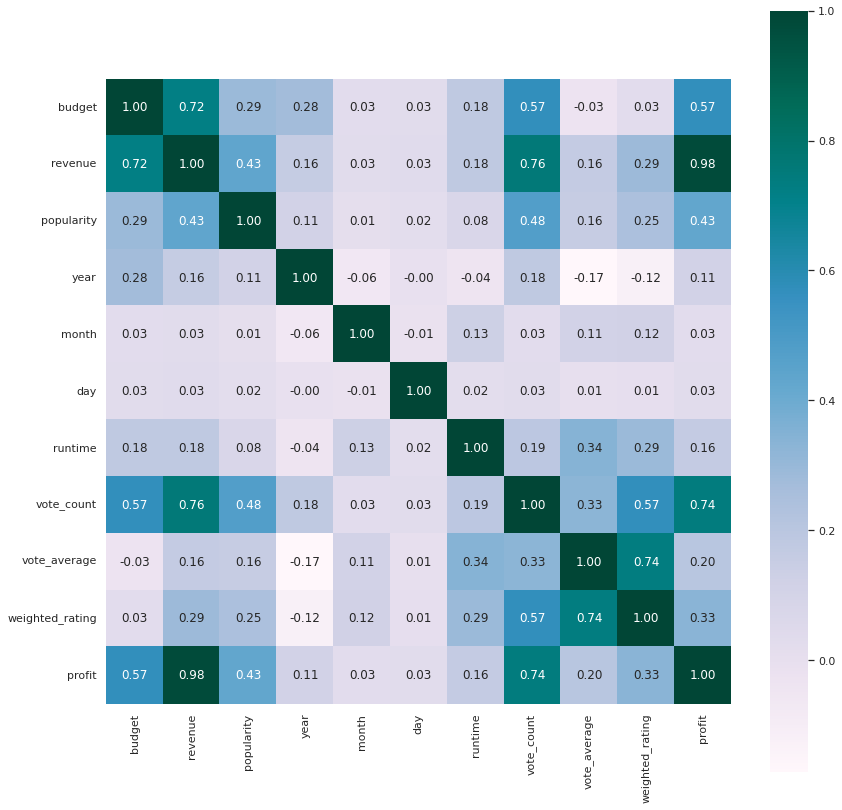 1.0
budget 1.00 0.72 0.29 0.28 0.03 0.03 0.18 0.57 -0.03 0.03 0.57
0.8
revenue 0.72 1.00 0.43 0.16 0.03 0.03 0.18 0.76 0.16 0.29 0.98
popularity 0.29 0.43 1.00 0.11 0.01 0.02 0.08 0.48 0.16 0.25 0.43
0.6
year 0.28 0.16 0.11 1.00 -0.06 -0.00 -0.04 0.18 -0.17 -0.12 0.11
month 0.03 0.03 0.01 -0.06 1.00 -0.01 0.13 0.03 0.11 0.12 0.03
day 0.03 0.03 0.02 -0.00 -0.01 1.00 0.02 0.03 0.01 0.01 0.03
0.4
runtime 0.18 0.18 0.08 -0.04 0.13 0.02 1.00 0.19 0.34 0.29 0.16
vote_count 0.57 0.76 0.48 0.18 0.03 0.03 0.19 1.00 0.33 0.57 0.74
0.2
vote_average -0.03 0.16 0.16 -0.17 0.11 0.01 0.34 0.33 1.00 0.74 0.20
weighted_rating 0.03 0.29 0.25 -0.12 0.12 0.01 0.29 0.57 0.74 1.00 0.33
0.0
profit 0.57 0.98 0.43 0.11 0.03 0.03 0.16 0.74 0.20 0.33 1.00
budget revenue popularity year month day runtime vote_count vote_average weighted_rating profit